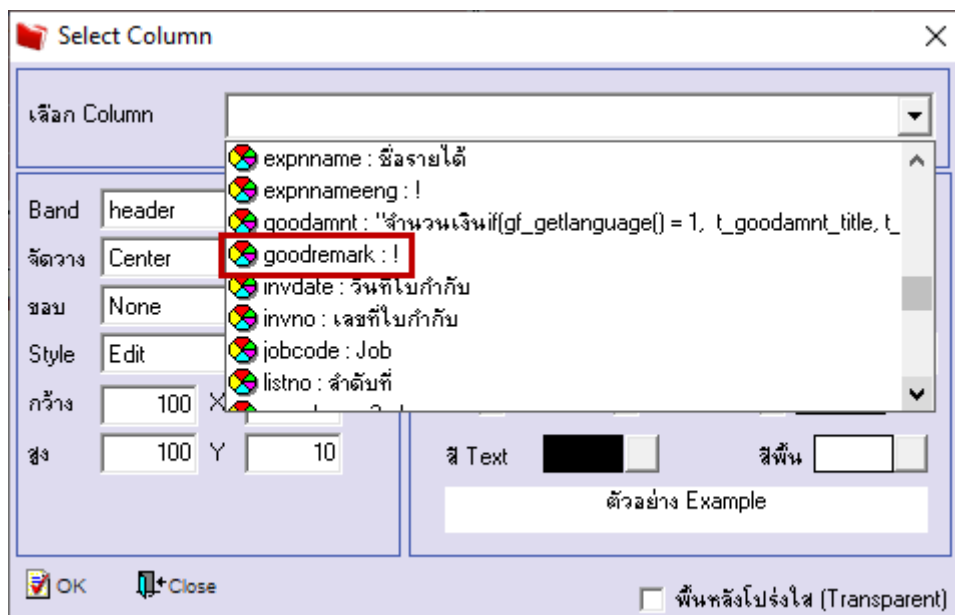 Select Column
เลือก Column
expnname : ชื่อรายได้
expnnameeng : !
goodamnt : "จำนวนเงินif(gf_getlanguage() = 1, t_goodamnt_title, t_
goodremark : !
invdate : วันที่ใบกำกับ
invno : เลขที่ใบกำกับ
jobcode : Job
listno : ลำดับที่
Band header
จัดวาง Center
ขอบ None
Style Edit
กว้าง 100 X
สูง 100 Y 10
สี Text สีพื้น
ตัวอย่าง Example
OK Close
พื้นหลังโปร่งใส (Transparent)